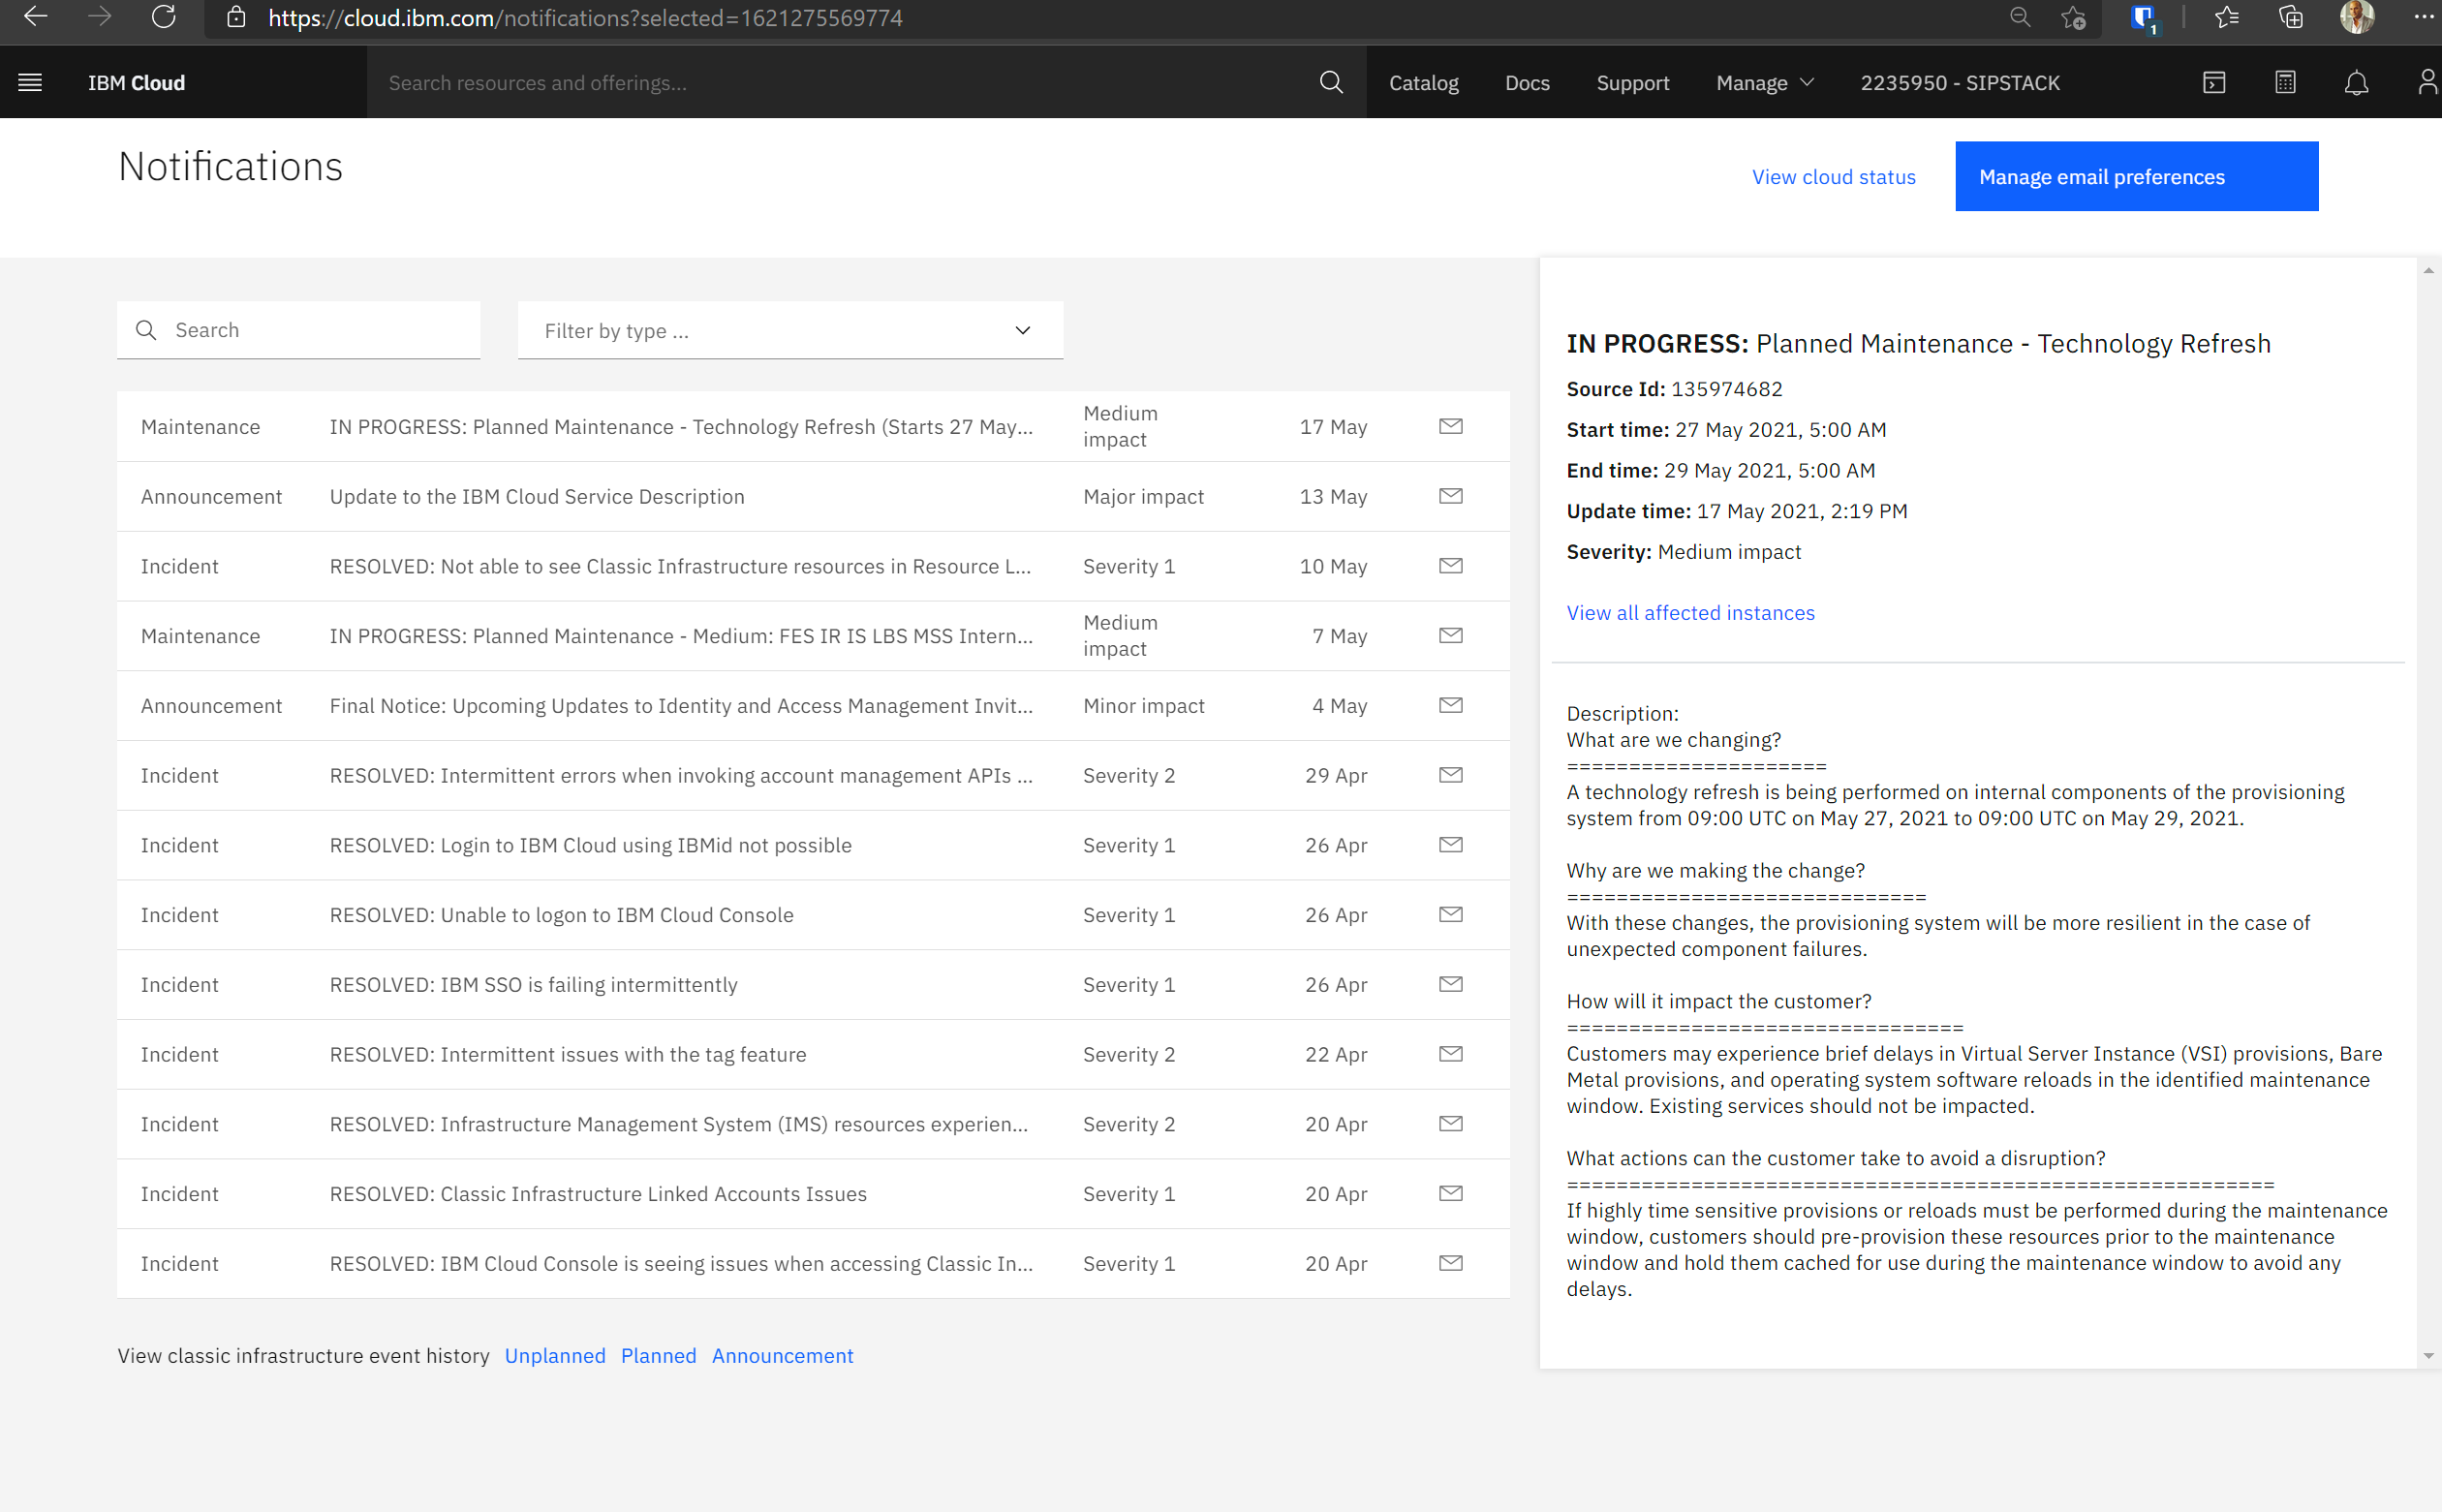 https://cloud.ibm.com/notifications?selected=1621275569774
1
IBM Cloud
Search resources and offerings...
Catalog
Docs
Support
Manage
2235950 - SIPSTACK
Notifications
View cloud status
Manage email preferences
Search
Filter by type ...
Maintenance IN PROGRESS: Planned Maintenance - Technology Refresh (Starts 27 May... Medium impact 17 May
Announcement Update to the IBM Cloud Service Description Major impact 13 May
Incident RESOLVED: Not able to see Classic Infrastructure resources in Resource L... Severity 1 10 May
Maintenance IN PROGRESS: Planned Maintenance - Medium: FES IR IS LBS MSS Intern... Medium impact 7 May
Announcement Final Notice: Upcoming Updates to Identity and Access Management Invit... Minor impact 4 May
Incident RESOLVED: Intermittent errors when invoking account management APIs ... Severity 2 29 Apr
Incident RESOLVED: Login to IBM Cloud using IBMid not possible Severity 1 26 Apr
Incident RESOLVED: Unable to logon to IBM Cloud Console Severity 1 26 Apr
Incident RESOLVED: IBM SSO is failing intermittently Severity 1 26 Apr
Incident RESOLVED: Intermittent issues with the tag feature Severity 2 22 Apr
Incident RESOLVED: Infrastructure Management System (IMS) resources experien... Severity 2 20 Apr
Incident RESOLVED: Classic Infrastructure Linked Accounts Issues Severity 1 20 Apr
Incident RESOLVED: IBM Cloud Console is seeing issues when accessing Classic In... Severity 1 20 Apr
View classic infrastructure event history Unplanned Planned Announcement
IN PROGRESS: Planned Maintenance - Technology Refresh
Source Id: 135974682
Start time: 27 May 2021, 5:00 AM
End time: 29 May 2021, 5:00 AM
Update time: 17 May 2021, 2:19 PM
Severity: Medium impact
View all affected instances
Description:
What are we changing?
=====================
A technology refresh is being performed on internal components of the provisioning
system from 09:00 UTC on May 27, 2021 to 09:00 UTC on May 29, 2021.
Why are we making the change?
=============================
With these changes, the provisioning system will be more resilient in the case of
unexpected component failures.
How will it impact the customer?
================================
Customers may experience brief delays in Virtual Server Instance (VSI) provisions, Bare
Metal provisions, and operating system software reloads in the identified maintenance
window. Existing services should not be impacted.
What actions can the customer take to avoid a disruption?
=========================================================
If highly time sensitive provisions or reloads must be performed during the maintenance
window, customers should pre-provision these resources prior to the maintenance
window and hold them cached for use during the maintenance window to avoid any
delays.